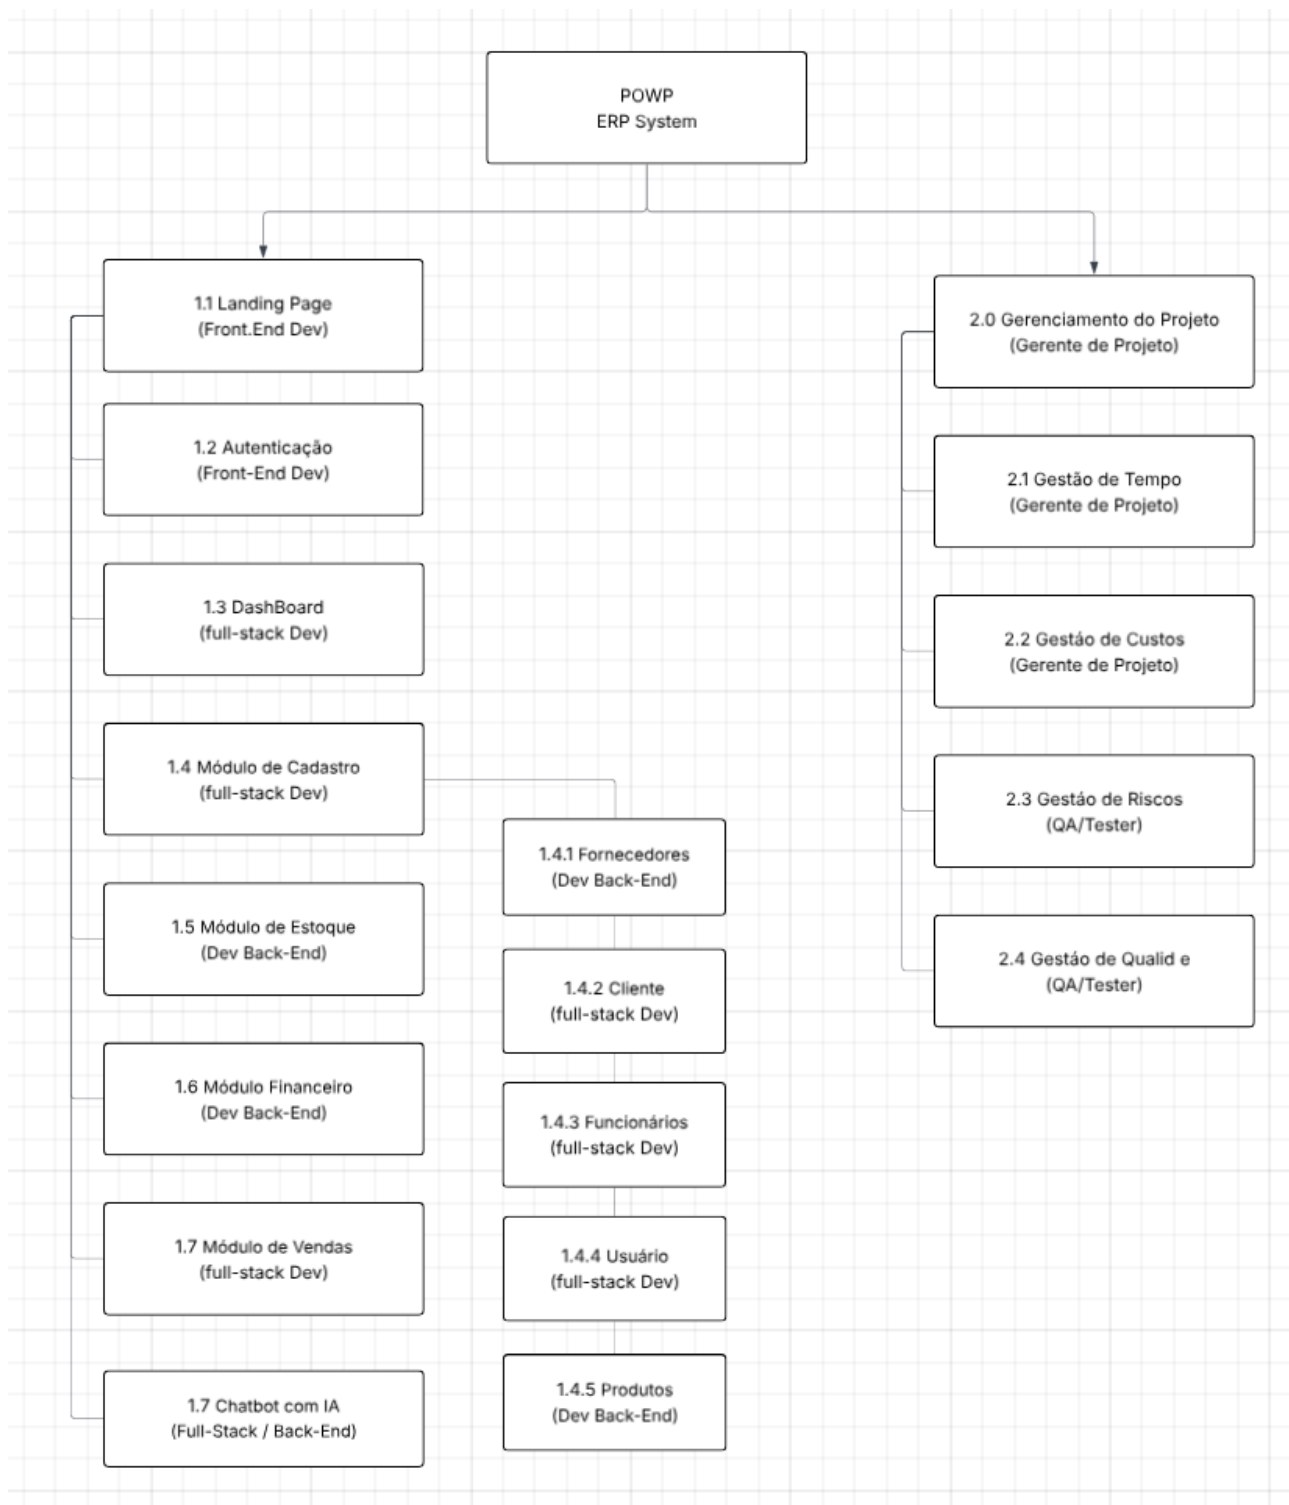 POWP
ERP System
1.1 Landing Page
(Front.End Dev)
1.2 Autenticação
(Front-End Dev)
1.3 DashBoard
(full-stack Dev)
1.4 Módulo de Cadastro
(full-stack Dev)
1.5 Módulo de Estoque
(Dev Back-End)
1.6 Módulo Financeiro
(Dev Back-End)
1.7 Módulo de Vendas
(full-stack Dev)
1.7 Chatbot com IA
(Full-Stack / Back-End)
1.4.1 Fornecedores
(Dev Back-End)
1.4.2 Cliente
(full-stack Dev)
1.4.3 Funcionários
(full-stack Dev)
1.4.4 Usuário
(full-stack Dev)
1.4.5 Produtos
(Dev Back-End)
2.0 Gerenciamento do Projeto
(Gerente de Projeto)
2.1 Gestão de Tempo
(Gerente de Projeto)
2.2 Gestáo de Custos
(Gerente de Projeto)
2.3 Gestáo de Riscos
(QA/Tester)
2.4 Gestáo de Qualid e
(QA/Tester)